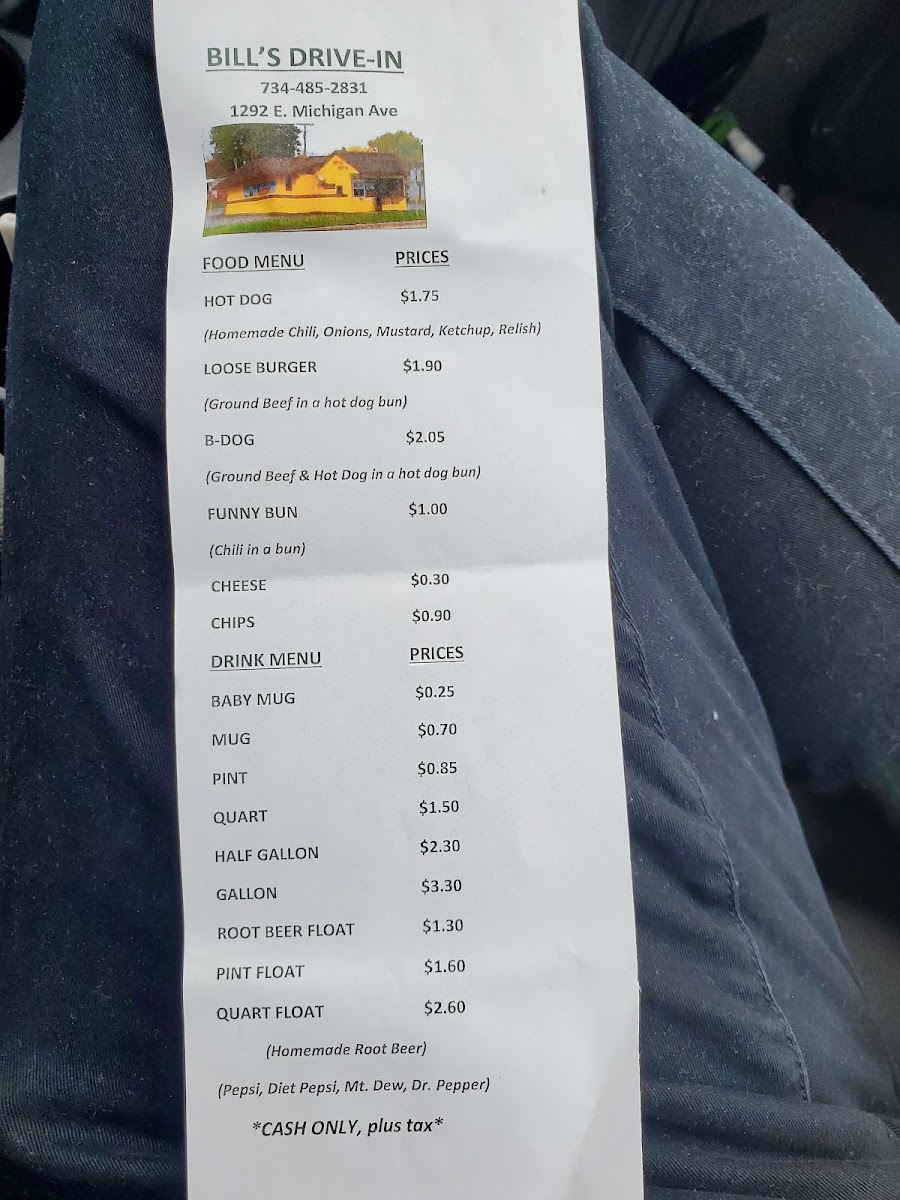 BILL'S DRIVE-IN
734-485-2831
1292 E. Michigan Ave
FOOD MENU PRICES
HOT DOG $1.75
(Homemade Chili, Onions, Mustard, Ketchup, Relish)
LOOSE BURGER $1.90
(Ground Beef in a hot dog bun)
B-DOG $2.05
(Ground Beef & Hot Dog in a hot dog bun)
FUNNY BUN $1.00
(Chili in a bun)
CHEESE $0.30
CHIPS $0.90
DRINK MENU PRICES
BABY MUG $0.25
MUG $0.70
PINT $0.85
QUART $1.50
HALF GALLON $2.30
GALLON $3.30
ROOT BEER FLOAT $1.30
PINT FLOAT $1.60
QUART FLOAT $2.60
(Homemade Root Beer)
(Pepsi, Diet Pepsi, Mt. Dew, Dr. Pepper)
*CASH ONLY, plus tax*